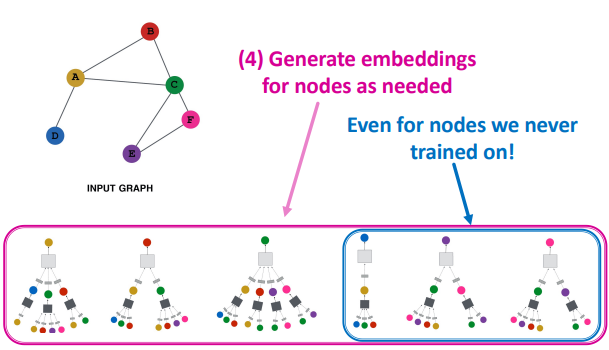 B
(4) Generate embeddings
for nodes as needed
A
C
F
Even for nodes we never
trained on!
D
E
INPUT GRAPH